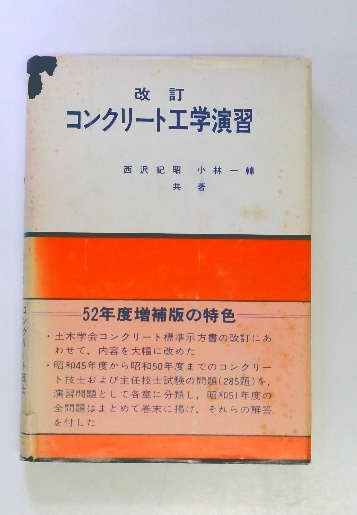 改訂
コンクリート工学演習
西沢紀昭 小林一輔
共著
52年度増補版の特色
・土木学会コンクリート標準示方書の改訂にあ
わせて，内容を大幅に改めた
・昭和45年度から昭和50年度までのコンクリー
ト技士および主任技士試験の問題(285題)を，
演習問題として各章に分類し，昭和51年度の
全問題はまとめて巻末に掲げ，それらの解答
を付した